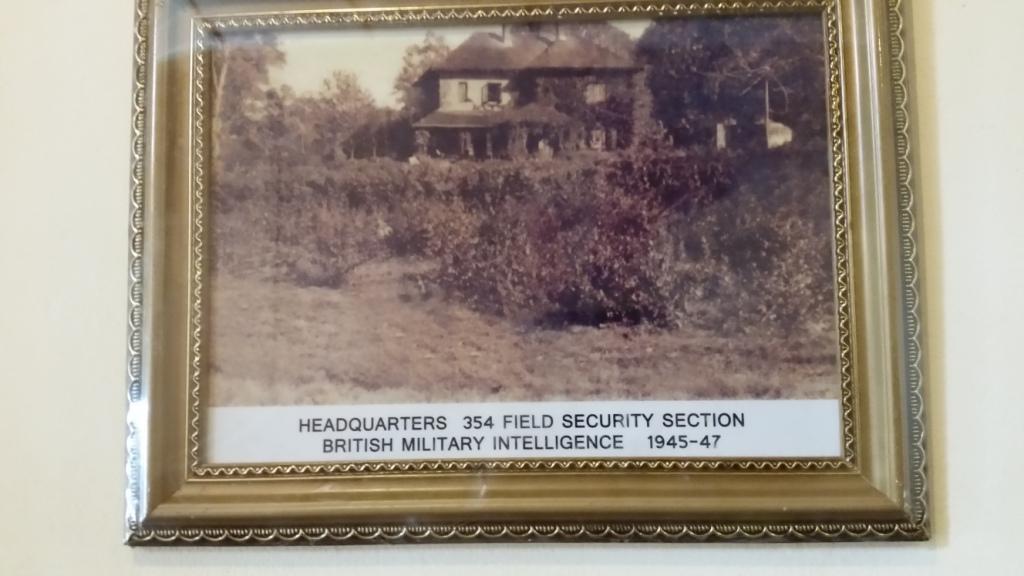 HEADQUARTERS 354 FIELD SECURITY SECTION
BRITISH MILITARY INTELLIGENCE 1945-47